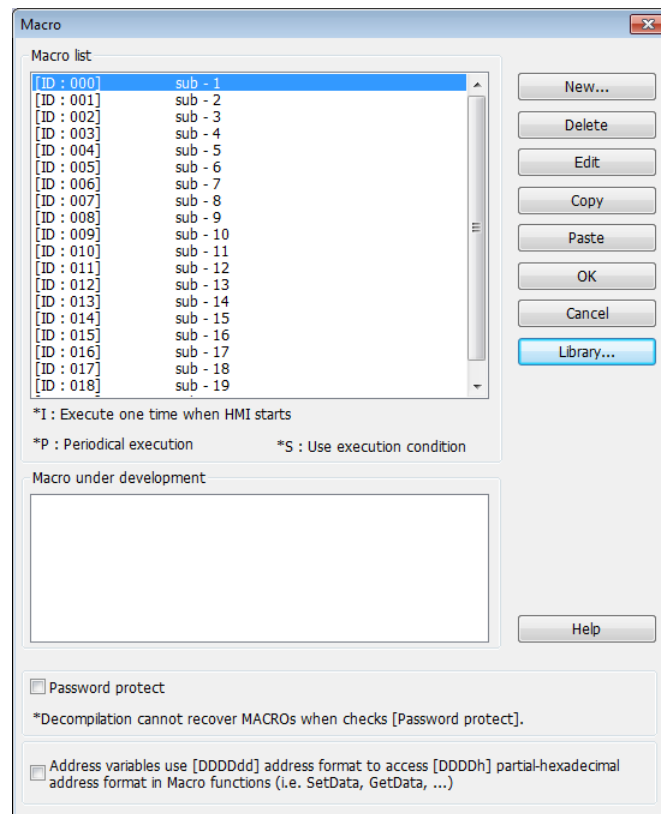 Macro
Macro list
[ID : 000] sub - 1
[ID : 001] sub - 2
[ID : 002] sub - 3
[ID : 003] sub - 4
[ID : 004] sub - 5
[ID : 005] sub - 6
[ID : 006] sub - 7
[ID : 007] sub - 8
[ID : 008] sub - 9
[ID : 009] sub - 10
[ID : 010] sub - 11
[ID : 011] sub - 12
[ID : 012] sub - 13
[ID : 013] sub - 14
[ID : 014] sub - 15
[ID : 015] sub - 16
[ID : 016] sub - 17
[ID : 017] sub - 18
[ID : 018] sub - 19
New...
Delete
Edit
Copy
Paste
OK
Cancel
Library...
*I : Execute one time when HMI starts
*P : Periodical execution *S : Use execution condition
Macro under development
Help
Password protect
*Decompilation cannot recover MACROs when checks [Password protect].
Address variables use [DDDDdd] address format to access [DDDDh] partial-hexadecimal
address format in Macro functions (i.e. SetData, GetData, ...)